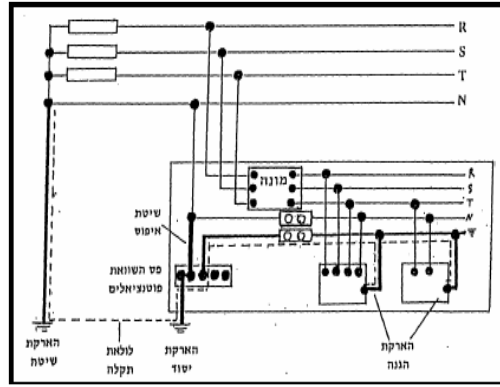 R
S
T
N
מונה
R
S
T
N
שיטת
איפוס
פס השוואת
פוטנציאלים
הארקת
שיטה
לולאת
תקלה
הארקת
יסוד
הארקת
הגנה